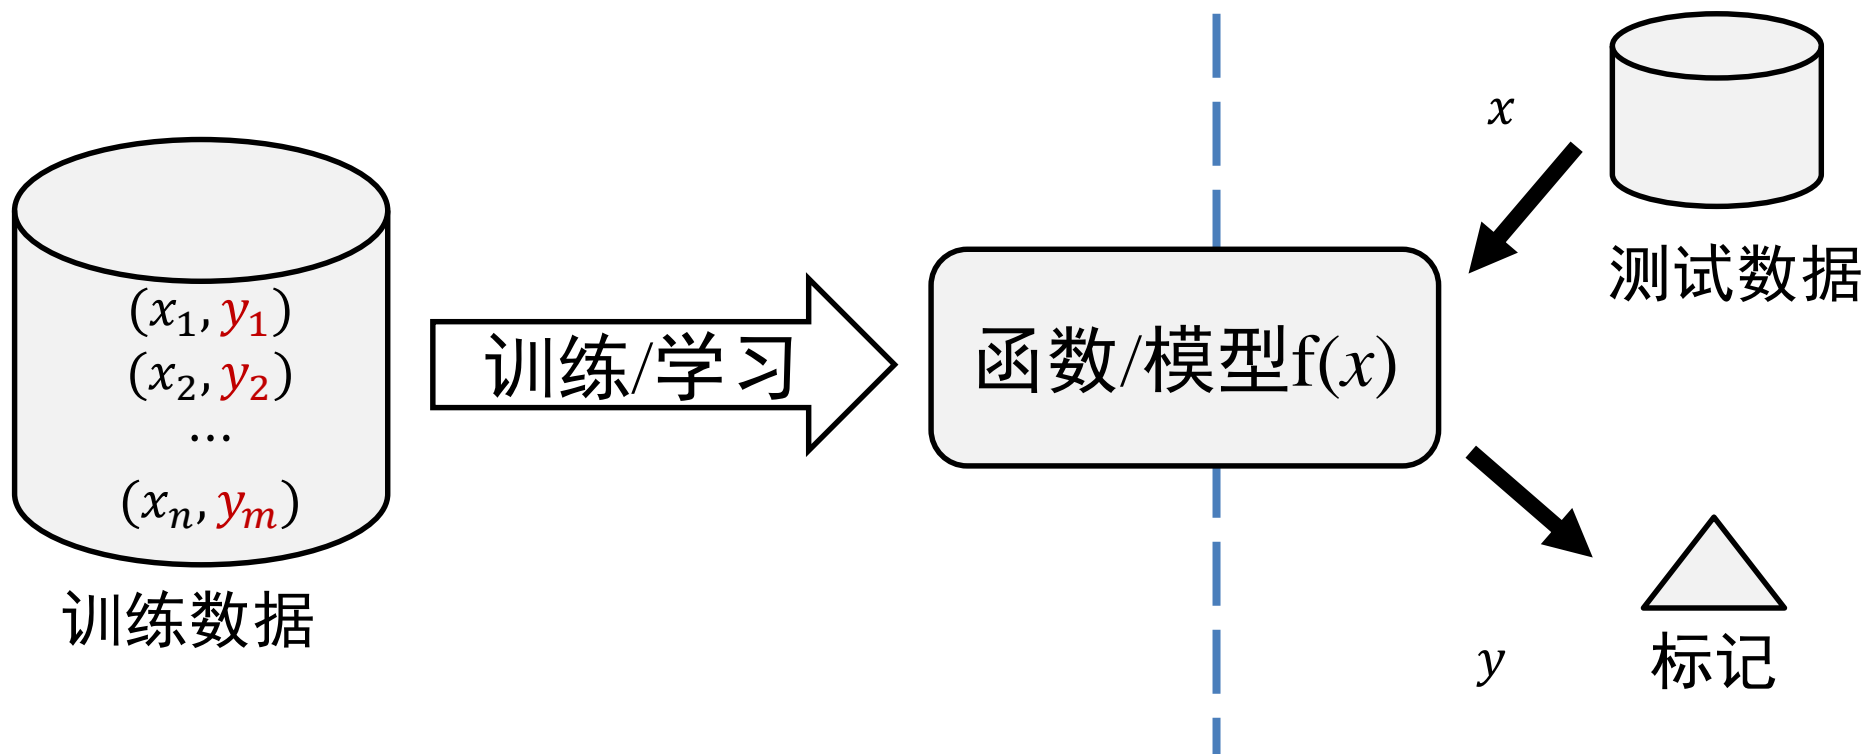 (x₁, y₁)
(x₂, y₂)
...
(xₙ, yₘ)
训练数据
训练/学习
函数/模型f(x)
x
测试数据
y
标记